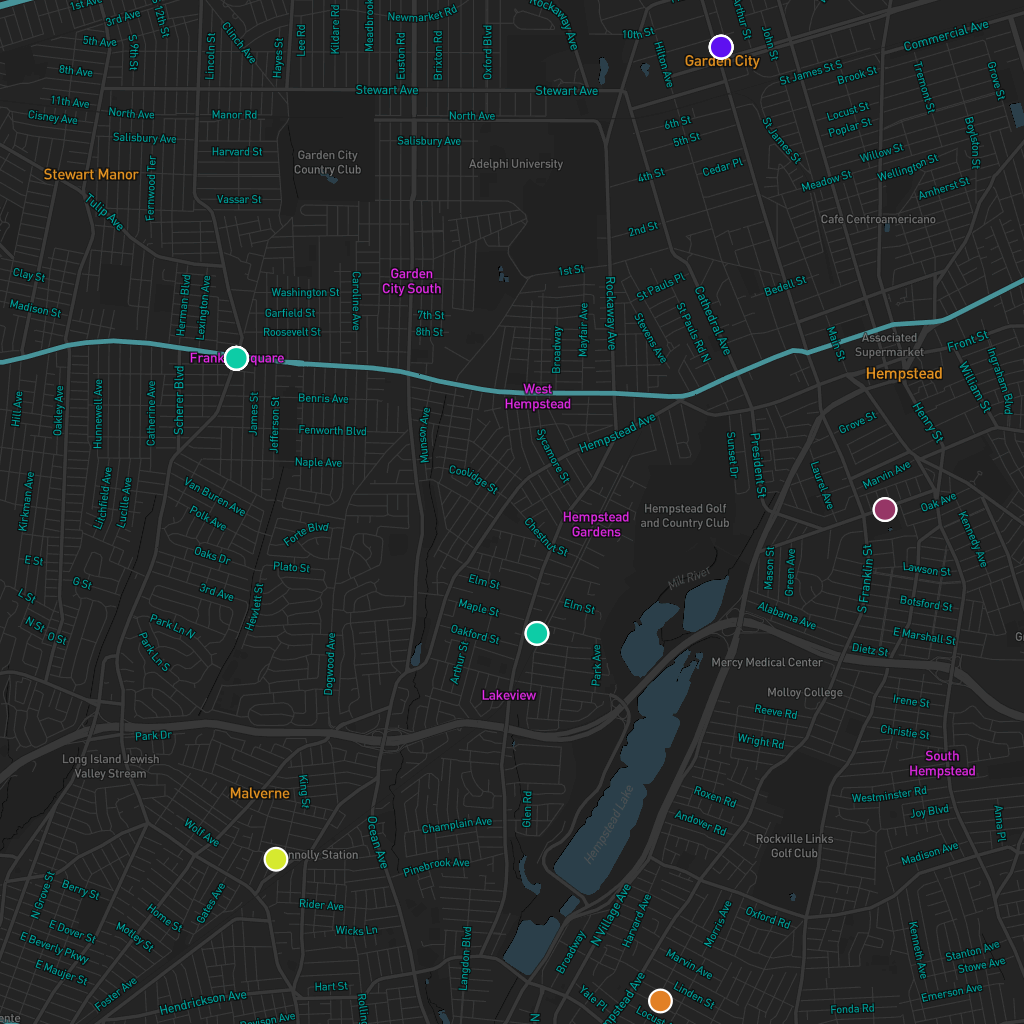 1st Ave
3rd Ave
12th St
Newmarket Rd
Meadbrook
Kildare Rd
Lee Rd
Rockaway Ave
Arthur St
John St
10th St
Hilton Ave
Commercial Ave
5th Ave
S 9th St
Lincoln St
Clinch Ave
Hayes St
Euston Rd
Brixton Rd
Oxford Blvd
Garden City
8th Ave
St James St S
Brook St
Tremont St
Grove St
Stewart Ave
Stewart Ave
11th Ave
Cisney Ave
North Ave
Manor Rd
North Ave
6th St
5th St
Locust St
Poplar St
Boylston St
Salisbury Ave
Salisbury Ave
St James St
Harvard St
Garden City
Country Club
Adelphi University
Willow St
Wellington St
Cedar Pl
4th St
Meadow St
Amherst St
Stewart Manor
Fernwood Ter
Tulip Ave
Vassar St
Cafe Centroamericano
2nd St
Clay St
Garden
City South
1st St
Madison St
Herman Blvd
Lexington Ave
Washington St
Caroline Ave
St Pauls Pl
Bedell St
Rockaway Ave
Cathedral Ave
Garfield St
7th St
Roosevelt St
8th St
Mayfair Ave
Broadway
Stevens Ave
St Pauls Rd N
Main St
Associated
Supermarket
Front St
Ingraham Blvd
William St
Hempstead
West
Hempstead
Hill Ave
Oakley Ave
Hunnewell Ave
Catherine Ave
Scherer Blvd
James St
Jefferson St
Benris Ave
Fenworth Blvd
Munson Ave
Hempstead Ave
Grove St
Henry St
Naple Ave
Sycamore St
Coolidge St
Sunset Dr
President St
Laurel Ave
Marvin Ave
Oak Ave
Kirkman Ave
Litchfield Ave
Lucille Ave
Van Buren Ave
Polk Ave
Forte Blvd
Hempstead
Gardens
Hempstead Golf
and Country Club
Chestnut St
Kennedy Ave
Oaks Dr
Plato St
E St
G St
3rd Ave
Hewlett St
Elm St
Maple St
Elm St
Mill River
Mason St
Green Ave
S Franklin St
Lawson St
Botsford St
L St
N St
O St
Park Ln N
Park Ln S
Dogwood Ave
Oakford St
Arthur St
Park Ave
Alabama Ave
E Marshall St
Dietz St
Mercy Medical Center
Molloy College
Lakeview
Irene St
Reeve Rd
Christie St
Park Dr
Wright Rd
Long Island Jewish
Valley Stream
South
Hempstead
Malverne
King St
Roxen Rd
Westminster Rd
Joy Blvd
Anna Pl
Glen Rd
Hempstead Lake
Wolf Ave
Ocean Ave
Champlain Ave
Andover Rd
Rockville Links
Golf Club
Madison Ave
Pinebrook Ave
N Grove St
Berry St
Gates Ave
Rider Ave
Home St
Motley St
Wicks Ln
E Dover St
E Beverly Pkwy
E Maujer St
Foster Ave
Hart St
Hendrickson Ave
Langdon Blvd
Broadway
N Village Ave
Harvard Ave
Morris Ave
Oxford Rd
Kenneth Ave
Stanton Ave
Stowe Ave
Emerson Ave
Marvin Ave
Linden St
Yale Pl
Fonda Rd